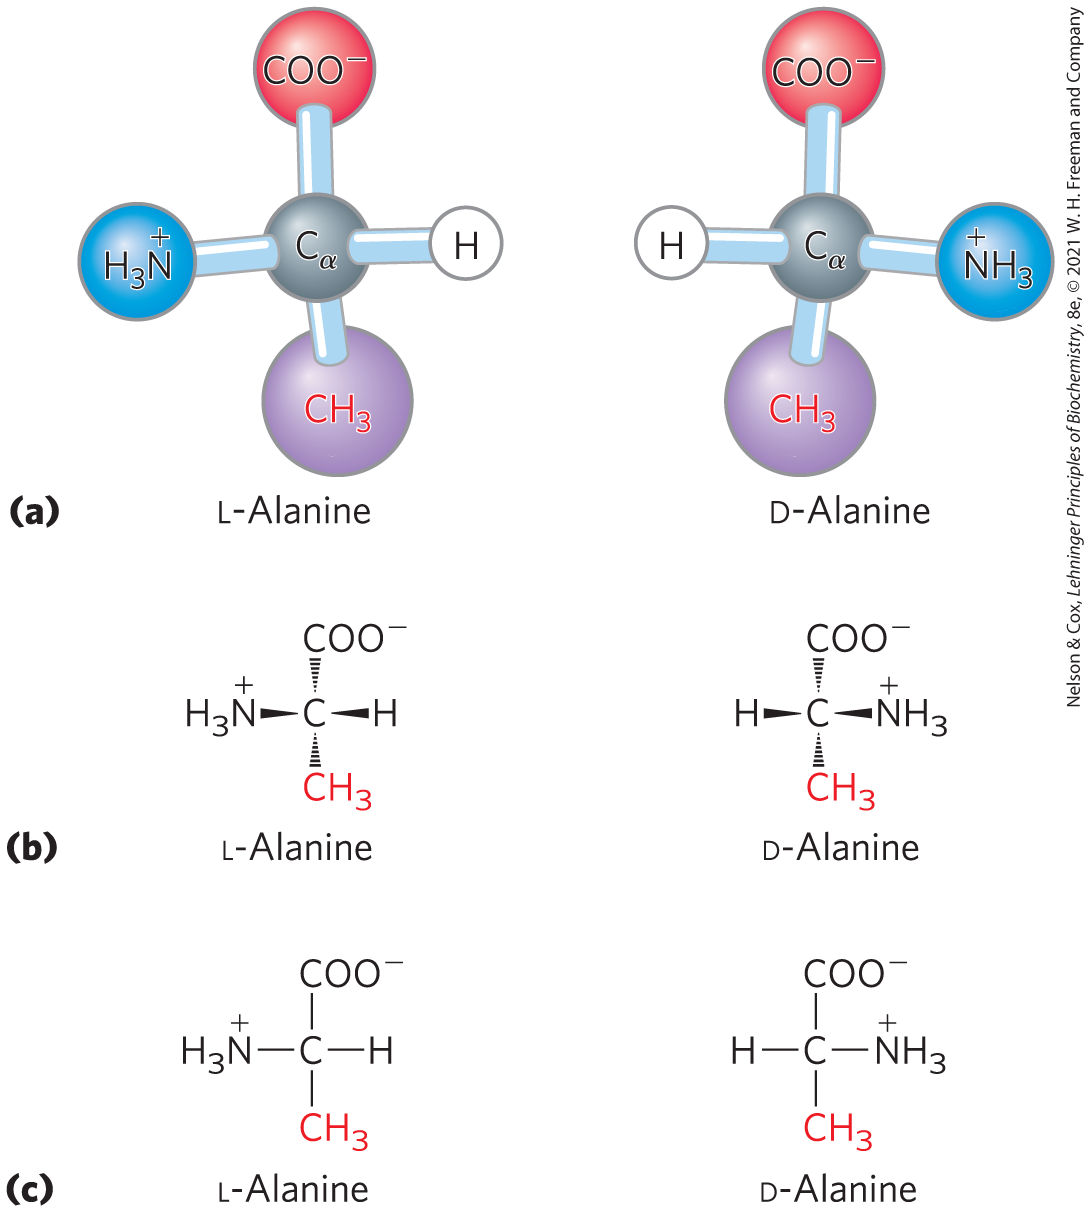 COO⁻ COO⁻
H₃N⁺ Cα H H Cα ⁺NH₃
CH₃ CH₃
(a) L-Alanine D-Alanine
COO⁻ COO⁻
H₃N⁺ C H H C ⁺NH₃
CH₃ CH₃
(b) L-Alanine D-Alanine
COO⁻ COO⁻
H₃N⁺ C H H C ⁺NH₃
CH₃ CH₃
(c) L-Alanine D-Alanine
Nelson & Cox, Lehninger Principles of Biochemistry, 8e, © 2021 W. H. Freeman and Company